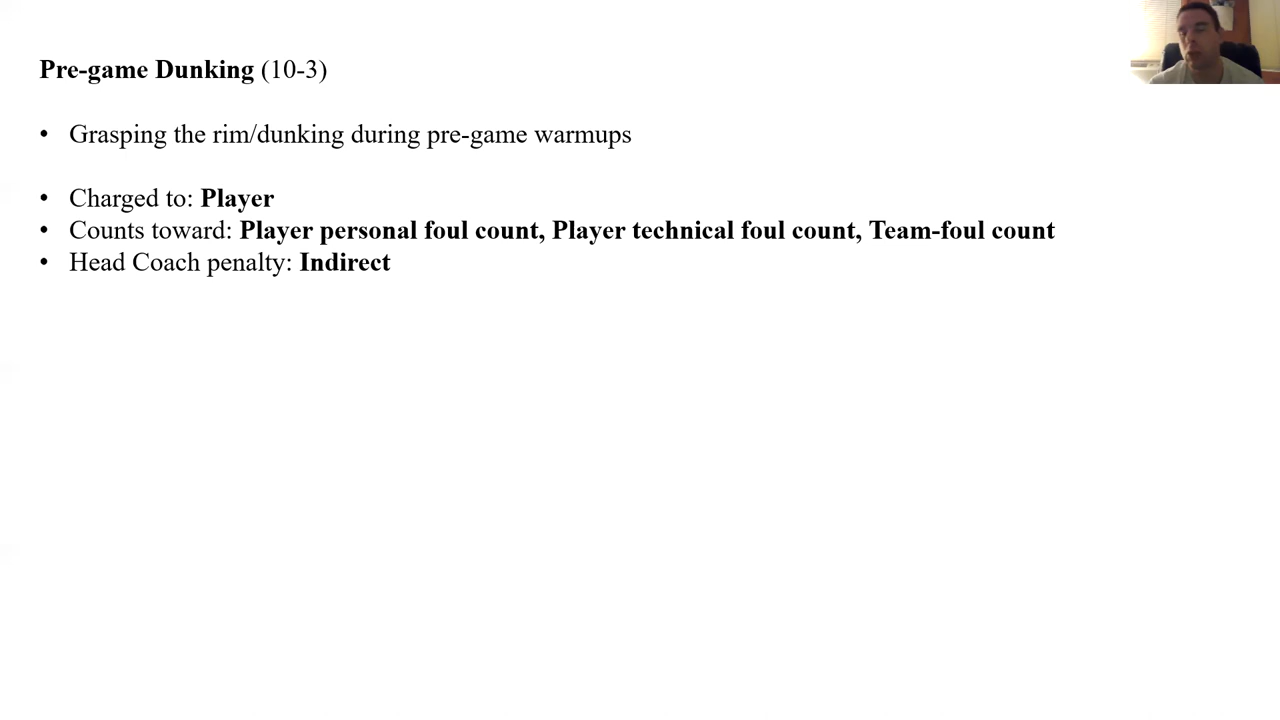 Pre-game Dunking (10-3)
• Grasping the rim/dunking during pre-game warmups
• Charged to: Player
• Counts toward: Player personal foul count, Player technical foul count, Team-foul count
• Head Coach penalty: Indirect